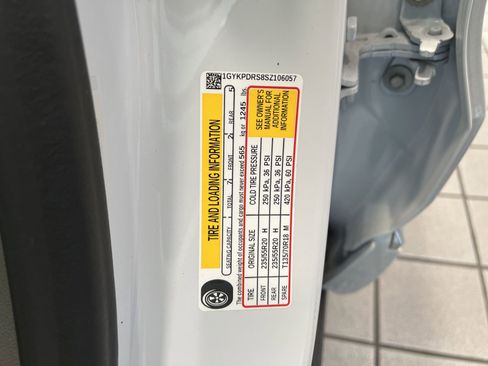 1GYKPDRS8SZ106057
TIRE AND LOADING INFORMATION
SEATING CAPACITY TOTAL 7 FRONT 2 REAR 5
The combined weight of occupants and cargo must never exceed 565 kg or 1245 lbs
TIRE ORIGINAL SIZE COLD TIRE PRESSURE
FRONT 235/55R20 H 250 kPa, 36 PSI
REAR 235/55R20 H 250 kPa, 36 PSI
SPARE T135/70R18 M 420 kPa, 60 PSI
SEE OWNER'S
MANUAL FOR
ADDITIONAL
INFORMATION